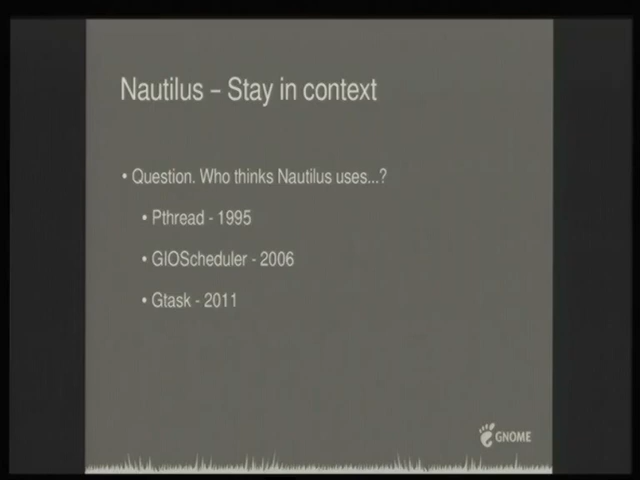 Nautilus – Stay in context
• Question. Who thinks Nautilus uses...?
• Pthread - 1995
• GIOScheduler - 2006
• Gtask - 2011
GNOME